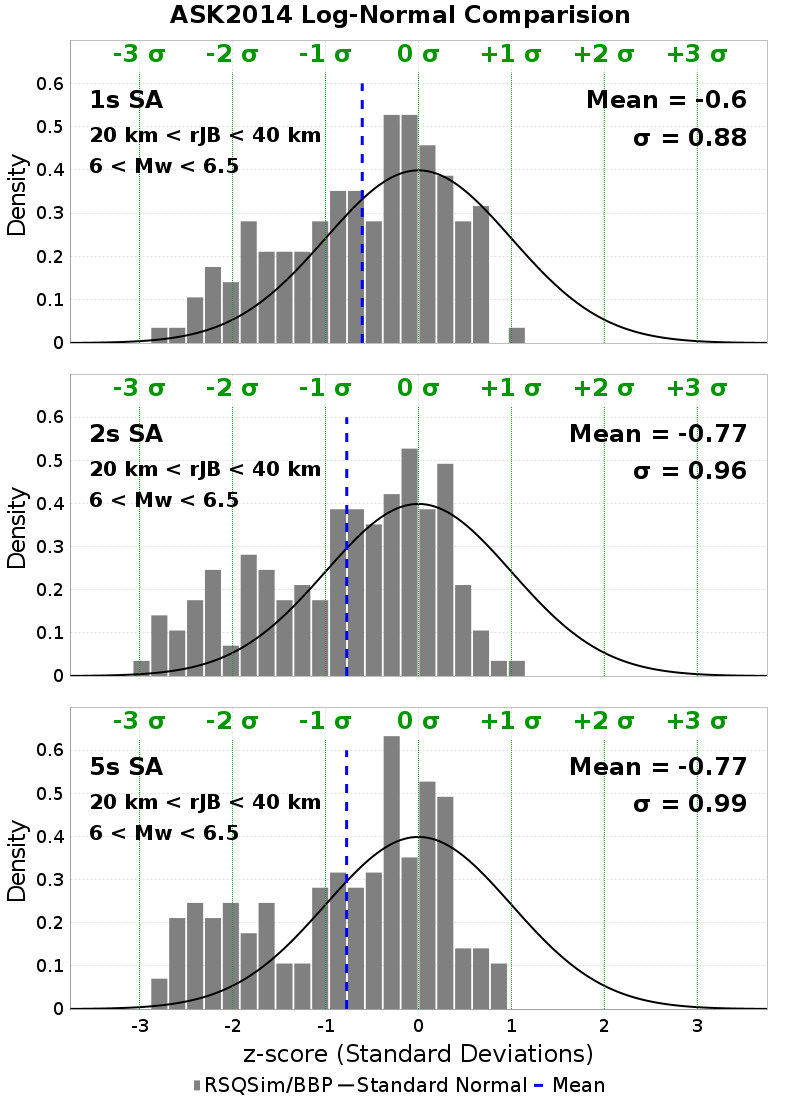 ASK2014 Log-Normal Comparision
-3 σ -2 σ -1 σ 0 σ +1 σ +2 σ +3 σ
0.6
1s SA
Mean = -0.6
0.5
20 km < rJB < 40 km
σ = 0.88
6 < Mw < 6.5
0.4
Density
0.3
0.2
0.1
0
-3 σ -2 σ -1 σ 0 σ +1 σ +2 σ +3 σ
0.6
2s SA
Mean = -0.77
0.5
20 km < rJB < 40 km
σ = 0.96
6 < Mw < 6.5
0.4
Density
0.3
0.2
0.1
0
-3 σ -2 σ -1 σ 0 σ +1 σ +2 σ +3 σ
0.6
5s SA
Mean = -0.77
0.5
20 km < rJB < 40 km
σ = 0.99
6 < Mw < 6.5
0.4
Density
0.3
0.2
0.1
0
-3 -2 -1 0 1 2 3
z-score (Standard Deviations)
RSQSim/BBP Standard Normal Mean